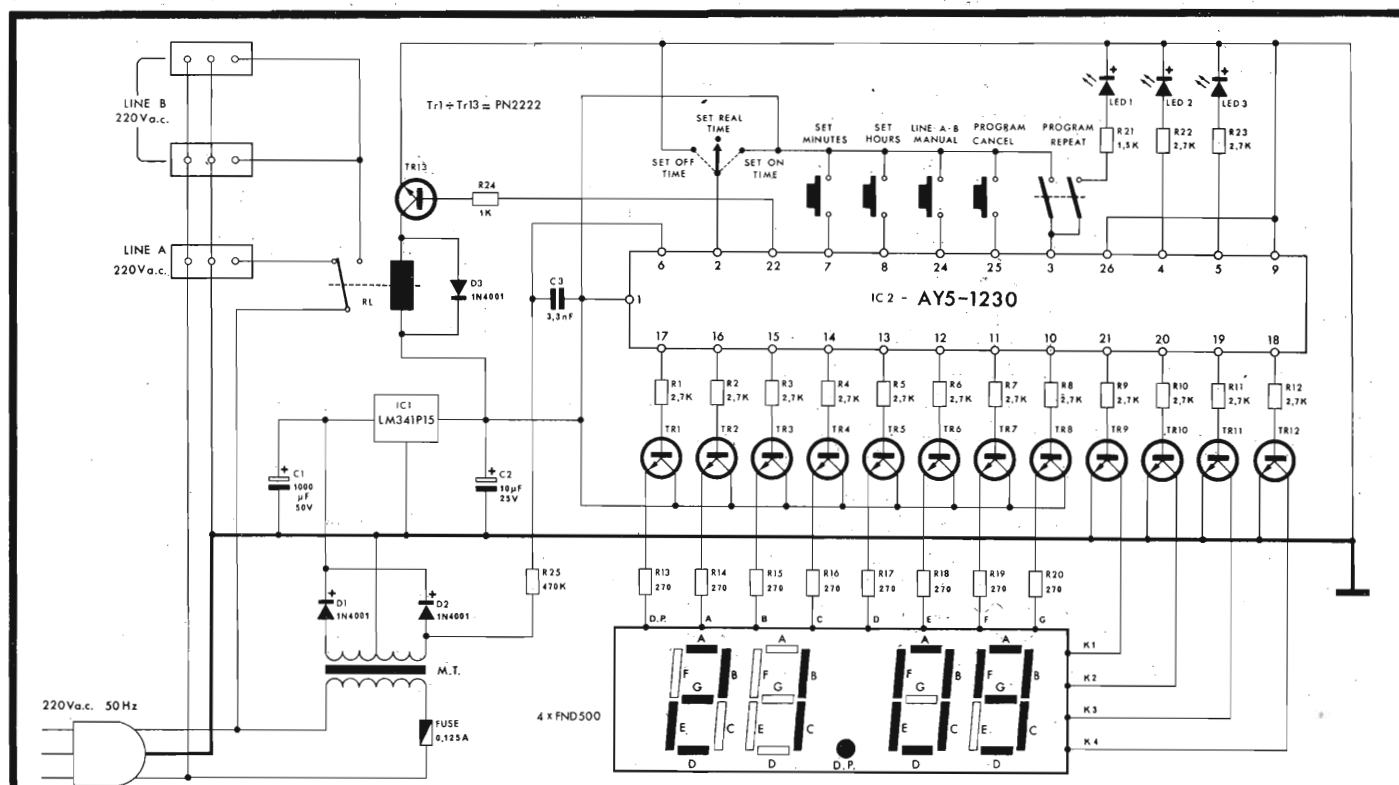 LINE B
220V a.c.
Tr1 ÷ Tr13 = PN2222
SET REAL
TIME
SET OFF
TIME
SET ON
TIME
SET
MINUTES
SET
HOURS
LINE A-B
MANUAL
PROGRAM
CANCEL
PROGRAM
REPEAT
+
LED 1
+
LED 2
+
LED 3
R21
1,5K
R22
2,7K
R23
2,7K
TR13
R24
1K
LINE A
220V a.c.
RL
D3
1N4001
C3
3,3nF
6 2 22 7 8 24 25 3 26 4 5 9
1
IC 2 - AY5-1230
17 16 15 14 13 12 11 10 21 20 19 18
R1
2,7K
R2
2,7K
R3
2,7K
R4
2,7K
R5
2,7K
R6
2,7K
R7
2,7K
R8
2,7K
R9
2,7K
R10
2,7K
R11
2,7K
R12
2,7K
IC1
LM341P15
TR1 TR2 TR3 TR4 TR5 TR6 TR7 TR8 TR9 TR10 TR11 TR12
+
C1
1000
µF
50V
+
C2
10µF
25V
R25
470K
R13
270
R14
270
R15
270
R16
270
R17
270
R18
270
R19
270
R20
270
+
D1
1N4001
+
D2
1N4001
D.P. A B C D E F G
M.T.
220V a.c. 50 Hz
FUSE
0,125A
4 x FND500
A
F B
G
E C
D
A
F B
G
E C
D
D.P.
A
F B
G
E C
D
A
F B
G
E C
D
K1
K2
K3
K4